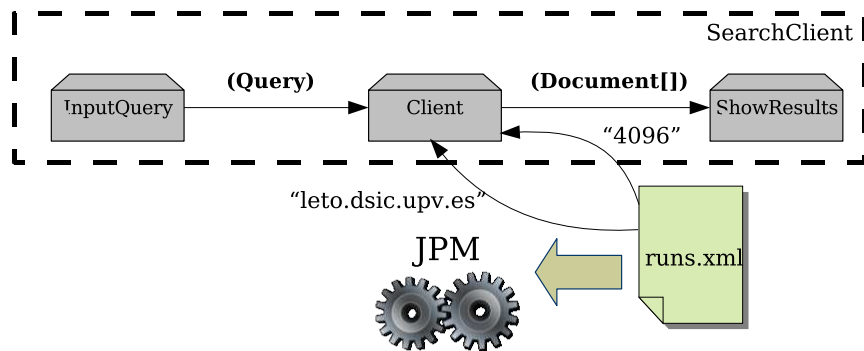 SearchClient
(Query)
(Document[])
InputQuery
Client
ShowResults
“4096”
“leto.dsic.upv.es”
JPM
runs.xml